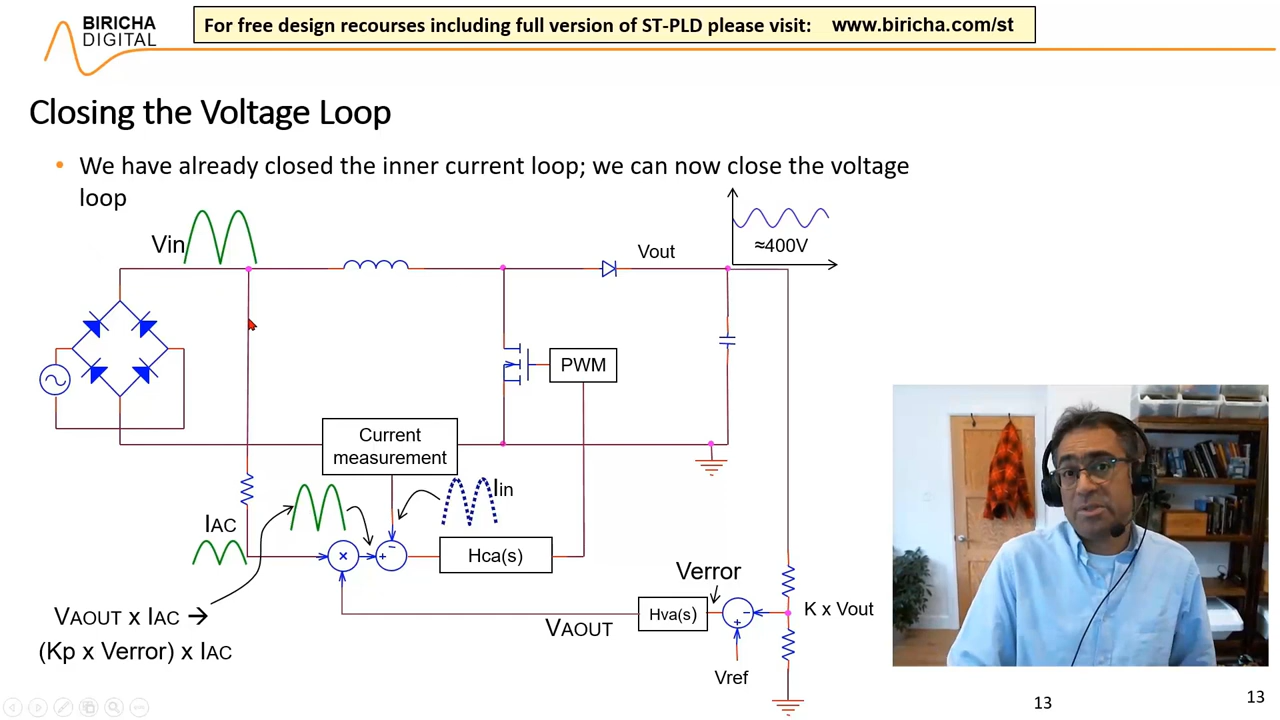 BIRICHA
DIGITAL
For free design recourses including full version of ST-PLD please visit: www.biricha.com/st
Closing the Voltage Loop
• We have already closed the inner current loop; we can now close the voltage
loop
Vin
Vout
≈400V
PWM
Current
measurement
Iin
IAC
×
+
−
Hca(s)
Verror
Hva(s)
−
+
K x Vout
VAOUT
VAOUT x IAC →
(Kp x Verror) x IAC
Vref
13
13